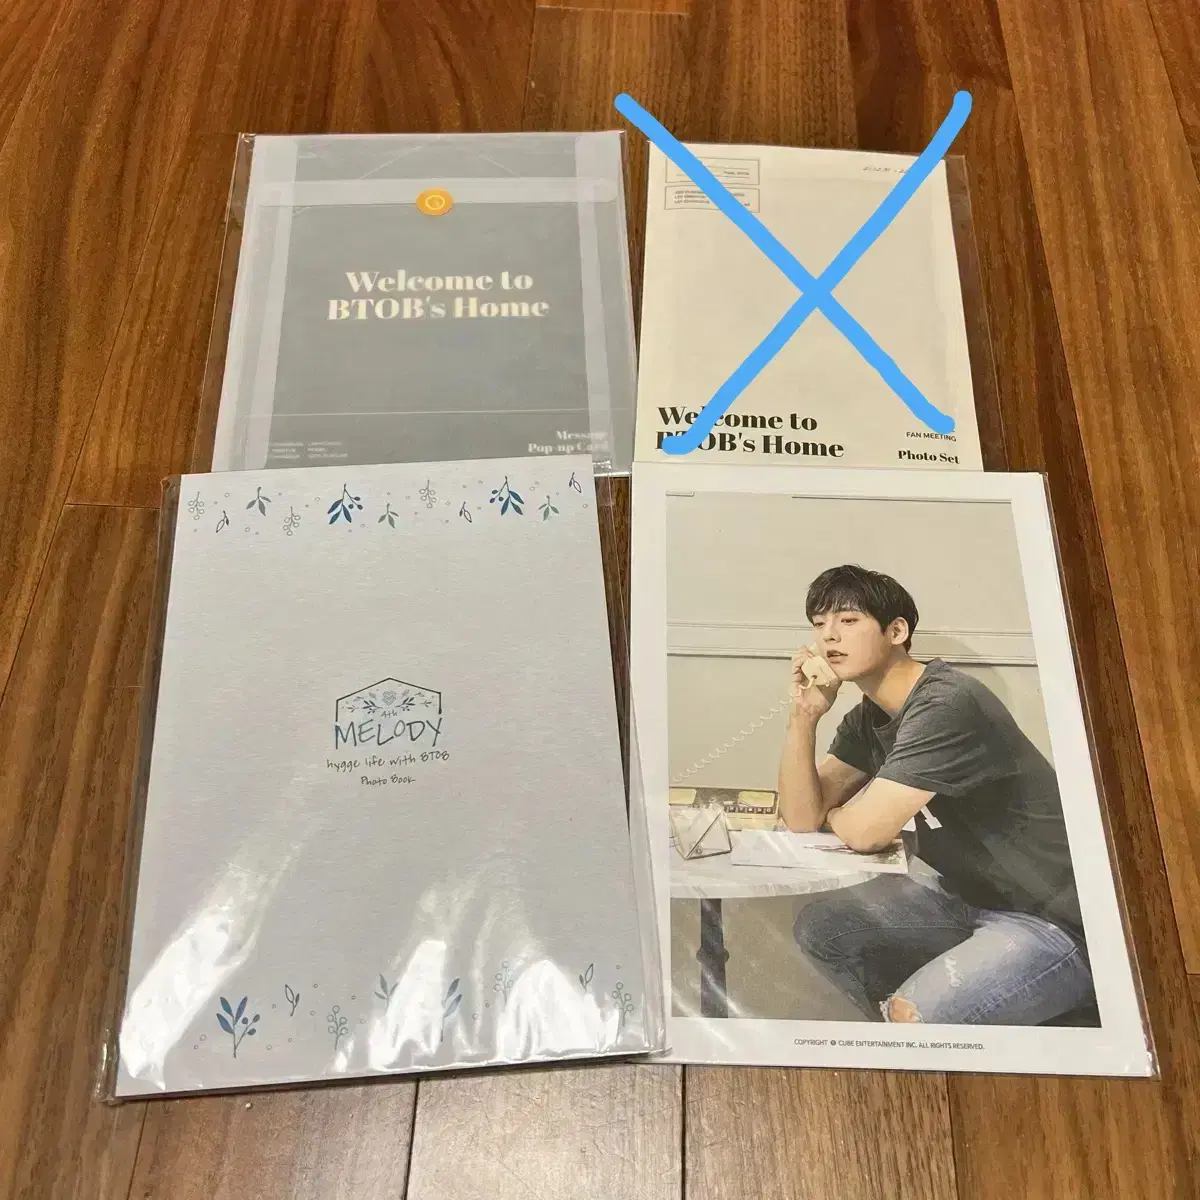 Welcome to
BTOB's Home
Message
Pop-up Card
Welcome to
BTOB's Home
FAN MEETING
Photo Set
4th
MELODY
hygge life with BTOB
Photo Book
COPYRIGHT © CUBE ENTERTAINMENT INC. ALL RIGHTS RESERVED.